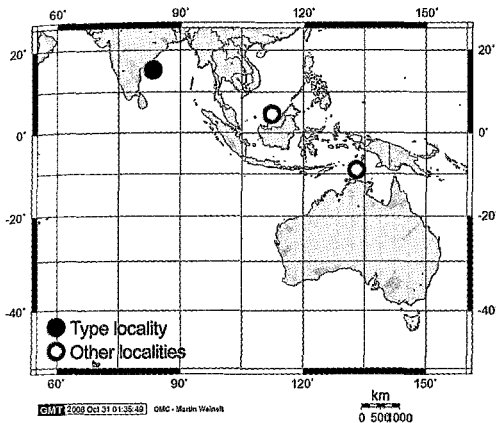 60° 90° 120° 150°
20° 20°
0° 0°
-20° -20°
-40° -40°
Type locality
Other localities
60° 90° 120° 150°
GMT 2008 Oct 31 01:35:49 OMC - Martin Weinelt
km
0 500 1000